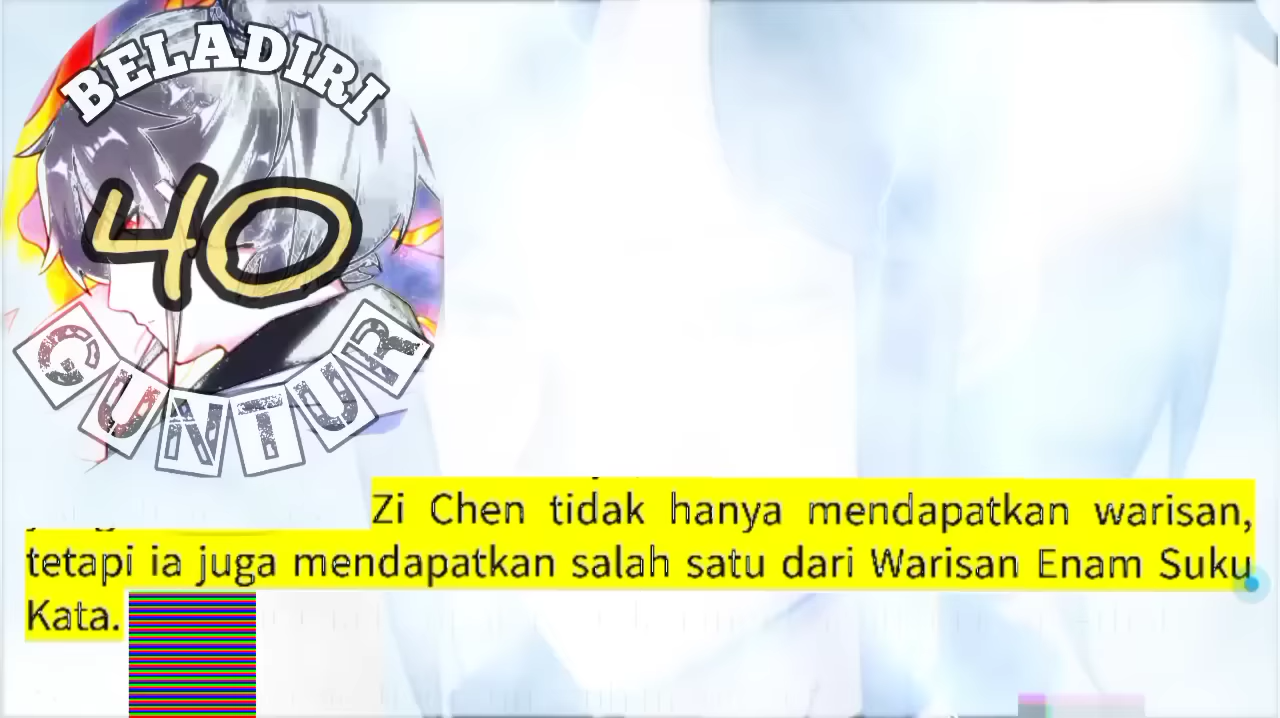 BELADIRI
40
GUNTUR
Zi Chen tidak hanya mendapatkan warisan,
tetapi ia juga mendapatkan salah satu dari Warisan Enam Suku
Kata.